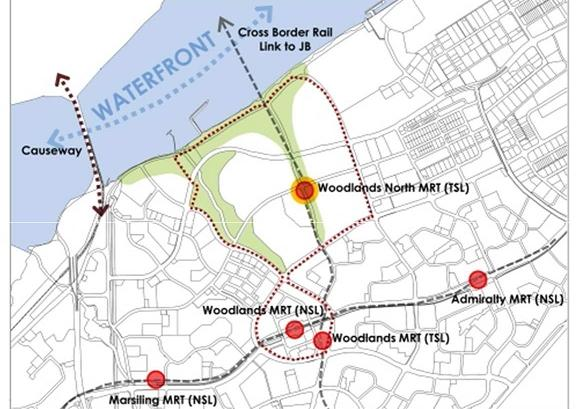 Cross Border Rail
Link to JB
WATERFRONT
Causeway
Woodlands North MRT (TSL)
Admiralty MRT (NSL)
Woodlands MRT (NSL)
Woodlands MRT (TSL)
Marsiling MRT (NSL)